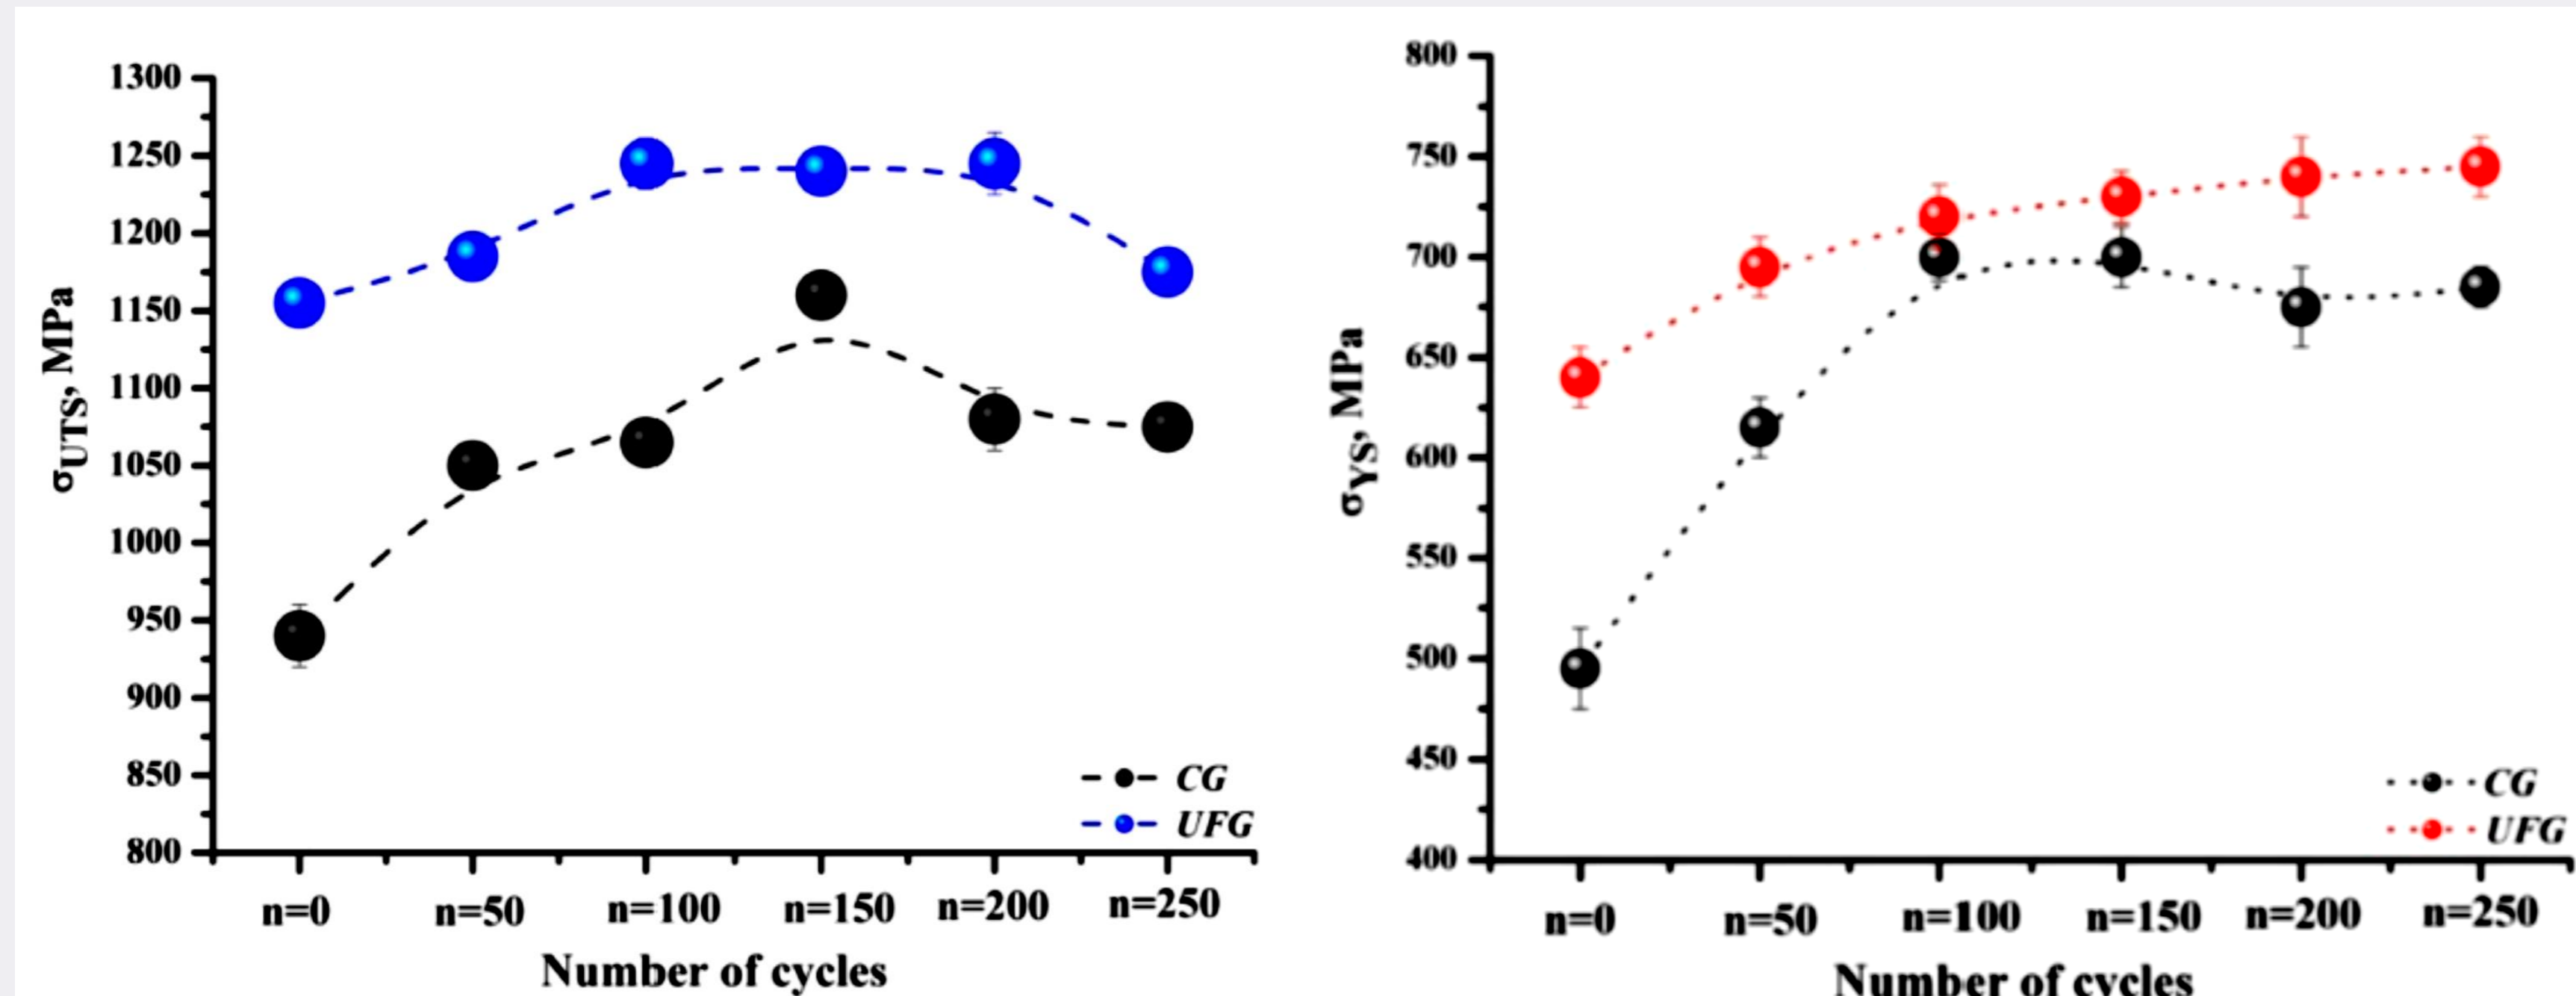 1300
1250
1200
1150
1100
1050
1000
950
900
850
800
σUTS, MPa
n=0 n=50 n=100 n=150 n=200 n=250
Number of cycles
CG
UFG
800
750
700
650
600
550
500
450
400
σYS, MPa
n=0 n=50 n=100 n=150 n=200 n=250
Number of cycles
CG
UFG